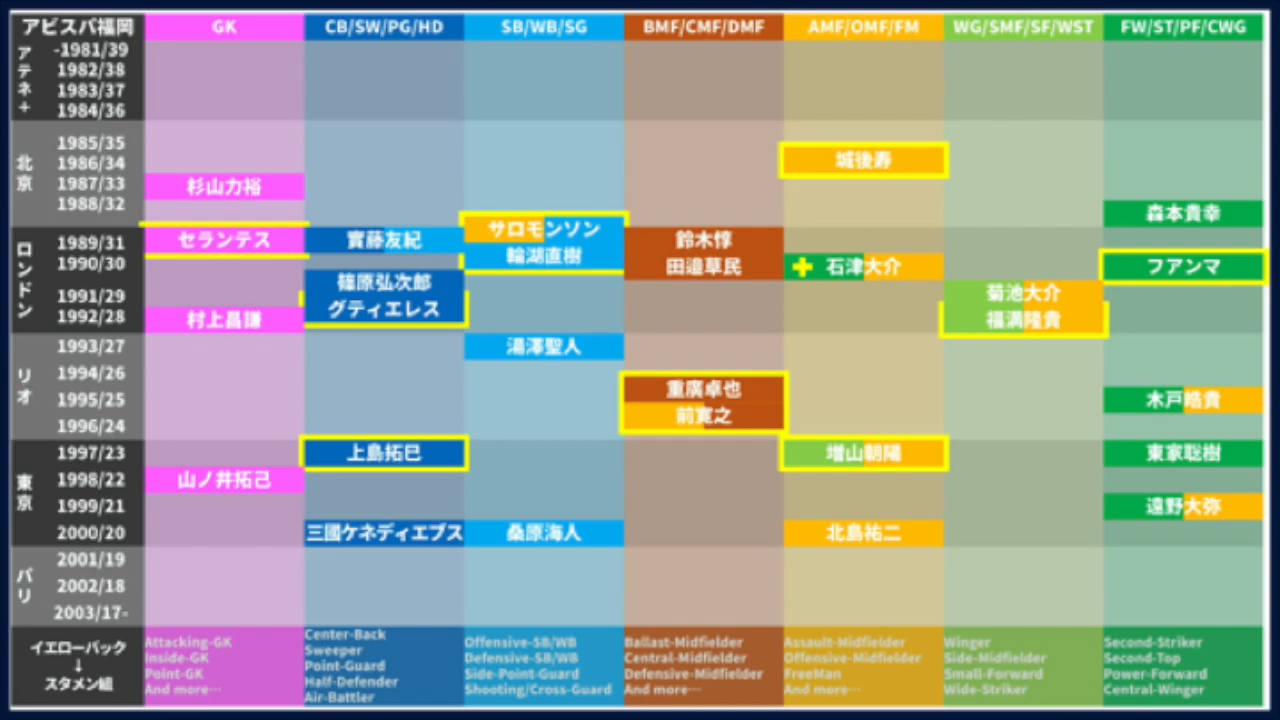 アビスパ福岡 GK CB/SW/PG/HD SB/WB/SG BMF/CMF/DMF AMF/OMF/FM WG/SMF/SF/WST FW/ST/PF/CWG
アテネ+
-1981/39
1982/38
1983/37
1984/36
北京
1985/35
1986/34 城後寿
1987/33 杉山力裕
1988/32 森本貴幸
ロンドン
サロモンソン
1989/31 セランテス 實藤友紀 輪湖直樹 鈴木惇
1990/30 田邉草民 ✚ 石津大介 フアンマ
1991/29 篠原弘次郎 菊池大介
1992/28 村上昌謙 グティエレス 福満隆貴
リオ
1993/27 湯澤聖人
1994/26 重廣卓也
1995/25 木戸皓貴
1996/24 前寛之
東京
1997/23 上島拓巳 増山朝陽 東家聡樹
1998/22 山ノ井拓己
1999/21 遠野大弥
2000/20 三國ケネディエブス 桑原海人 北島祐二
パリ
2001/19
2002/18
2003/17-
イエローバック
↓
スタメン組
Attacking-GK
Inside-GK
Point-GK
And more…
Center-Back
Sweeper
Point-Guard
Half-Defender
Air-Battler
Offensive-SB/WB
Defensive-SB/WB
Side-Point-Guard
Shooting/Cross-Guard
Ballast-Midfielder
Central-Midfielder
Defensive-Midfielder
And more…
Assault-Midfielder
Offensive-Midfielder
FreeMan
And more…
Winger
Side-Midfielder
Small-Forward
Wide-Striker
Second-Striker
Second-Top
Power-Forward
Central-Winger